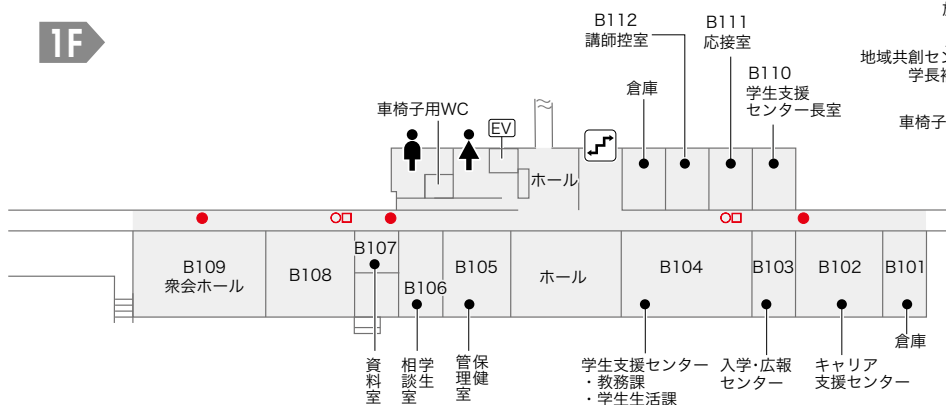 1F
B112
講師控室
B111
応接室
B110
学生支援
センター長室
倉庫
地域共創セン
学長補
車椅子
車椅子用WC
EV
ホール
B109
衆会ホール
B108
B107
B106
B105
ホール
B104
B103
B102
B101
資料室
学生
相談室
保健
管理室
学生支援センター
・教務課
・学生生活課
入学・広報
センター
キャリア
支援センター
倉庫